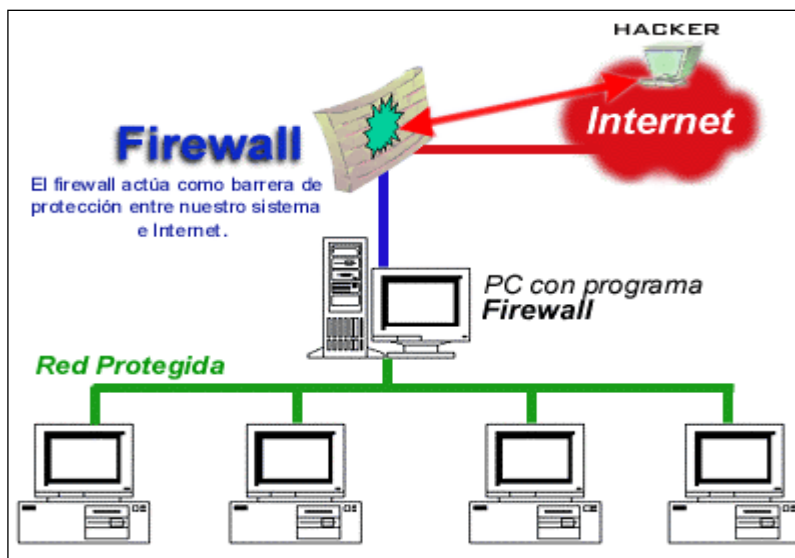 HACKER
Internet
Firewall
El firewall actúa como barrera de
protección entre nuestro sistema
e Internet.
PC con programa
Firewall
Red Protegida